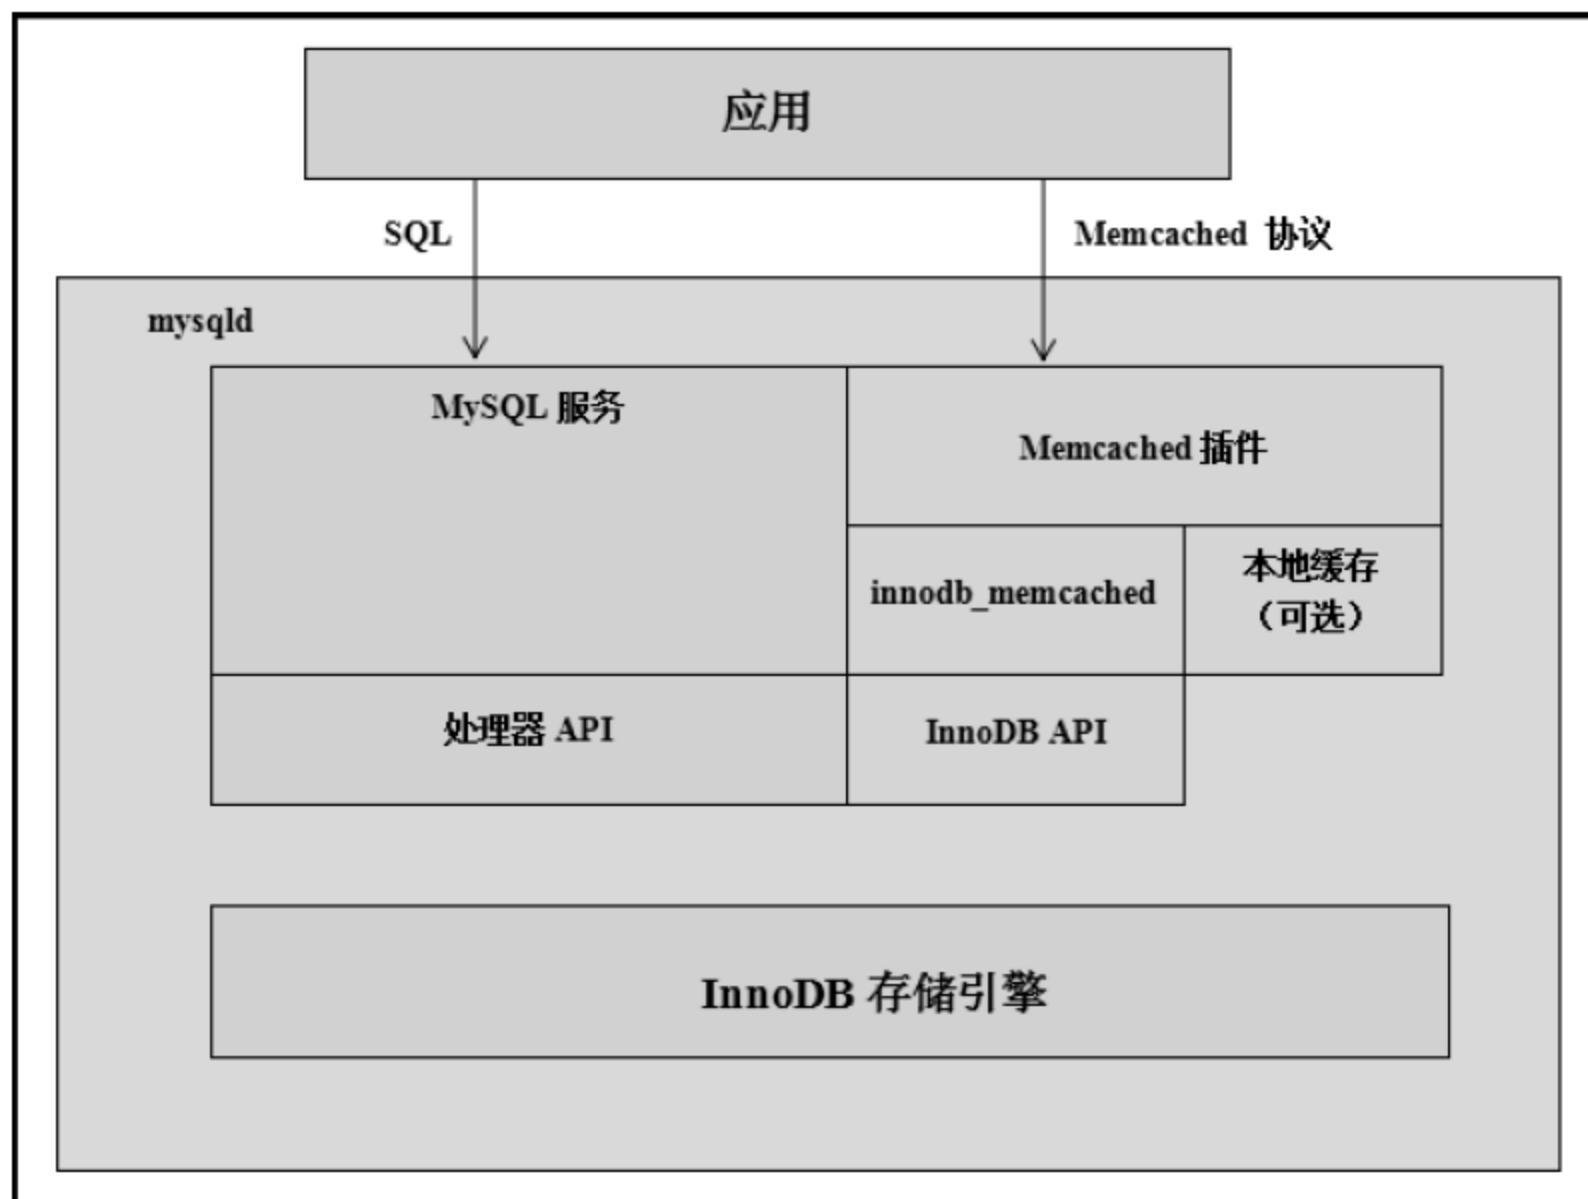 应用
SQL
Memcached 协议
mysqld
MySQL 服务
Memcached 插件
innodb_memcached
本地缓存
（可选）
处理器 API
InnoDB API
InnoDB 存储引擎